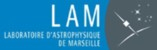 LAM
LABORATOIRE D'ASTROPHYSIQUE
DE MARSEILLE